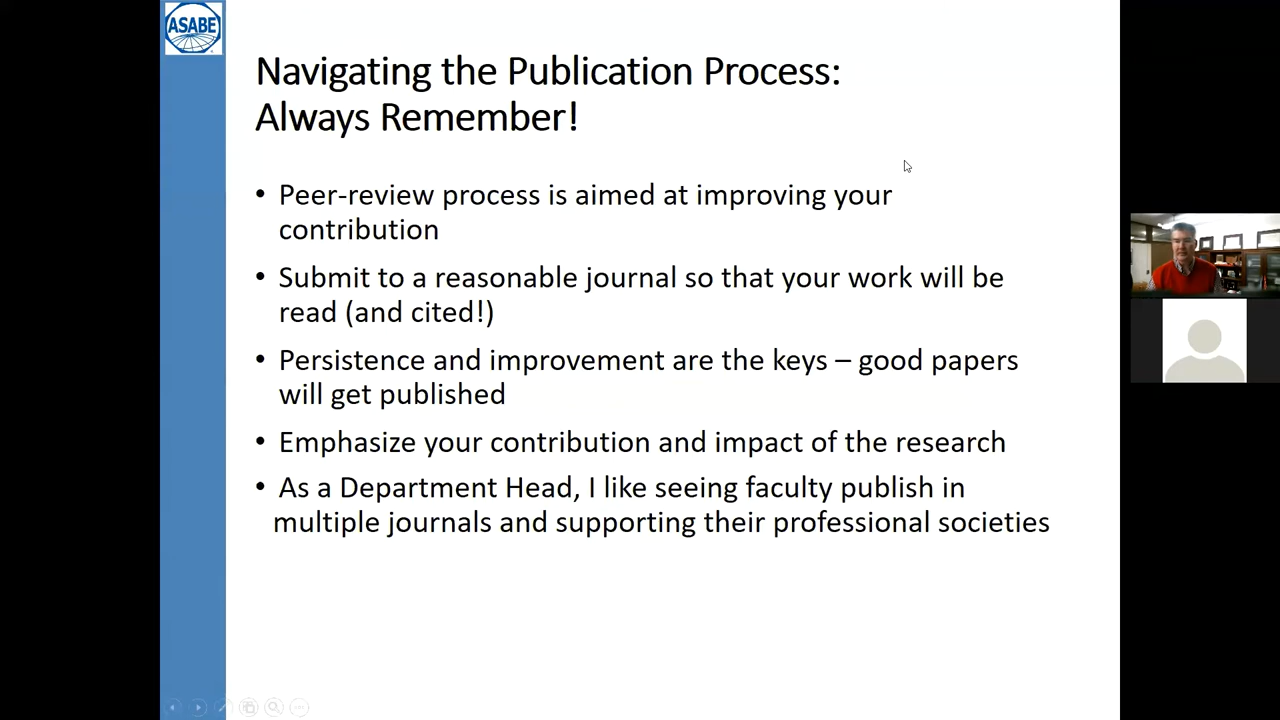 ASABE
Navigating the Publication Process:
Always Remember!
• Peer-review process is aimed at improving your
contribution
• Submit to a reasonable journal so that your work will be
read (and cited!)
• Persistence and improvement are the keys – good papers
will get published
• Emphasize your contribution and impact of the research
• As a Department Head, I like seeing faculty publish in
multiple journals and supporting their professional societies